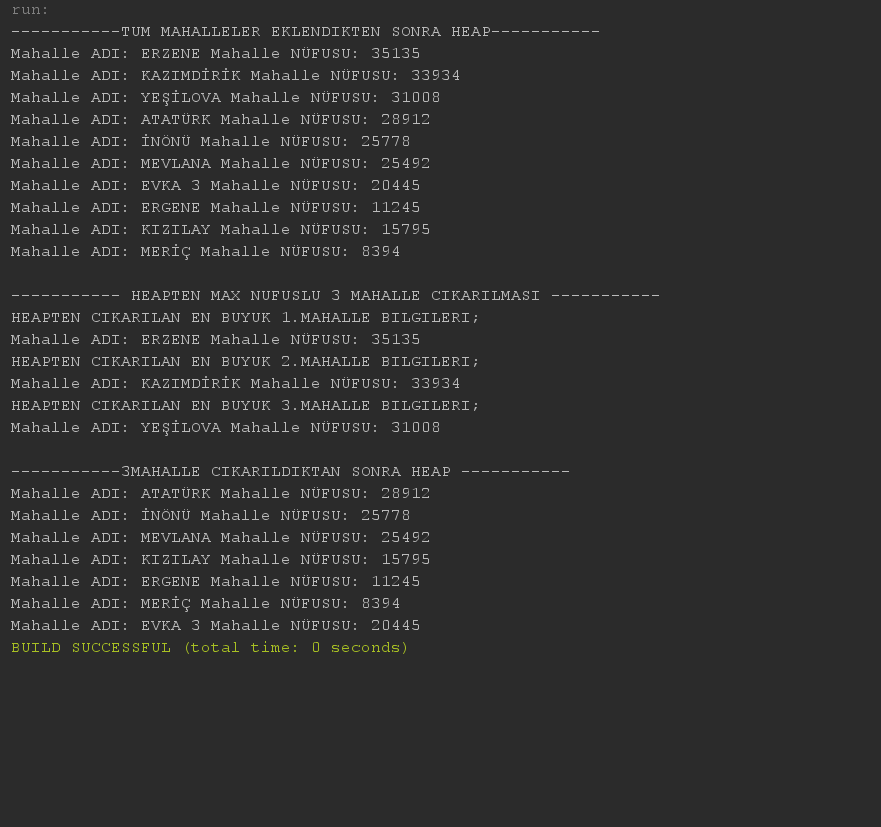 run:
-----------TUM MAHALLELER EKLENDIKTEN SONRA HEAP-----------
Mahalle ADI: ERZENE Mahalle NÜFUSU: 35135
Mahalle ADI: KAZIMDİRİK Mahalle NÜFUSU: 33934
Mahalle ADI: YEŞİLOVA Mahalle NÜFUSU: 31008
Mahalle ADI: ATATÜRK Mahalle NÜFUSU: 28912
Mahalle ADI: İNÖNÜ Mahalle NÜFUSU: 25778
Mahalle ADI: MEVLANA Mahalle NÜFUSU: 25492
Mahalle ADI: EVKA 3 Mahalle NÜFUSU: 20445
Mahalle ADI: ERGENE Mahalle NÜFUSU: 11245
Mahalle ADI: KIZILAY Mahalle NÜFUSU: 15795
Mahalle ADI: MERİÇ Mahalle NÜFUSU: 8394
----------- HEAPTEN MAX NUFUSLU 3 MAHALLE CIKARILMASI -----------
HEAPTEN CIKARILAN EN BUYUK 1.MAHALLE BILGILERI;
Mahalle ADI: ERZENE Mahalle NÜFUSU: 35135
HEAPTEN CIKARILAN EN BUYUK 2.MAHALLE BILGILERI;
Mahalle ADI: KAZIMDİRİK Mahalle NÜFUSU: 33934
HEAPTEN CIKARILAN EN BUYUK 3.MAHALLE BILGILERI;
Mahalle ADI: YEŞİLOVA Mahalle NÜFUSU: 31008
-----------3MAHALLE CIKARILDIKTAN SONRA HEAP -----------
Mahalle ADI: ATATÜRK Mahalle NÜFUSU: 28912
Mahalle ADI: İNÖNÜ Mahalle NÜFUSU: 25778
Mahalle ADI: MEVLANA Mahalle NÜFUSU: 25492
Mahalle ADI: KIZILAY Mahalle NÜFUSU: 15795
Mahalle ADI: ERGENE Mahalle NÜFUSU: 11245
Mahalle ADI: MERİÇ Mahalle NÜFUSU: 8394
Mahalle ADI: EVKA 3 Mahalle NÜFUSU: 20445
BUILD SUCCESSFUL (total time: 0 seconds)